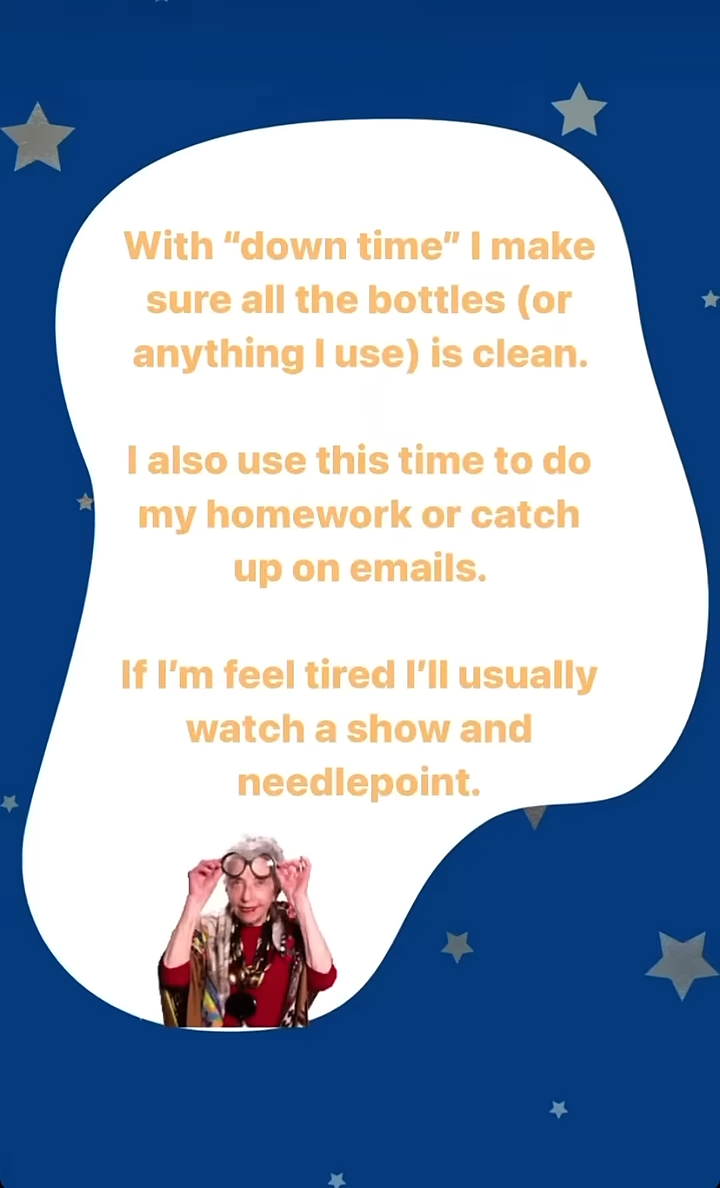 With “down time” I make
sure all the bottles (or
anything I use) is clean.
I also use this time to do
my homework or catch
up on emails.
If I’m feel tired I’ll usually
watch a show and
needlepoint.